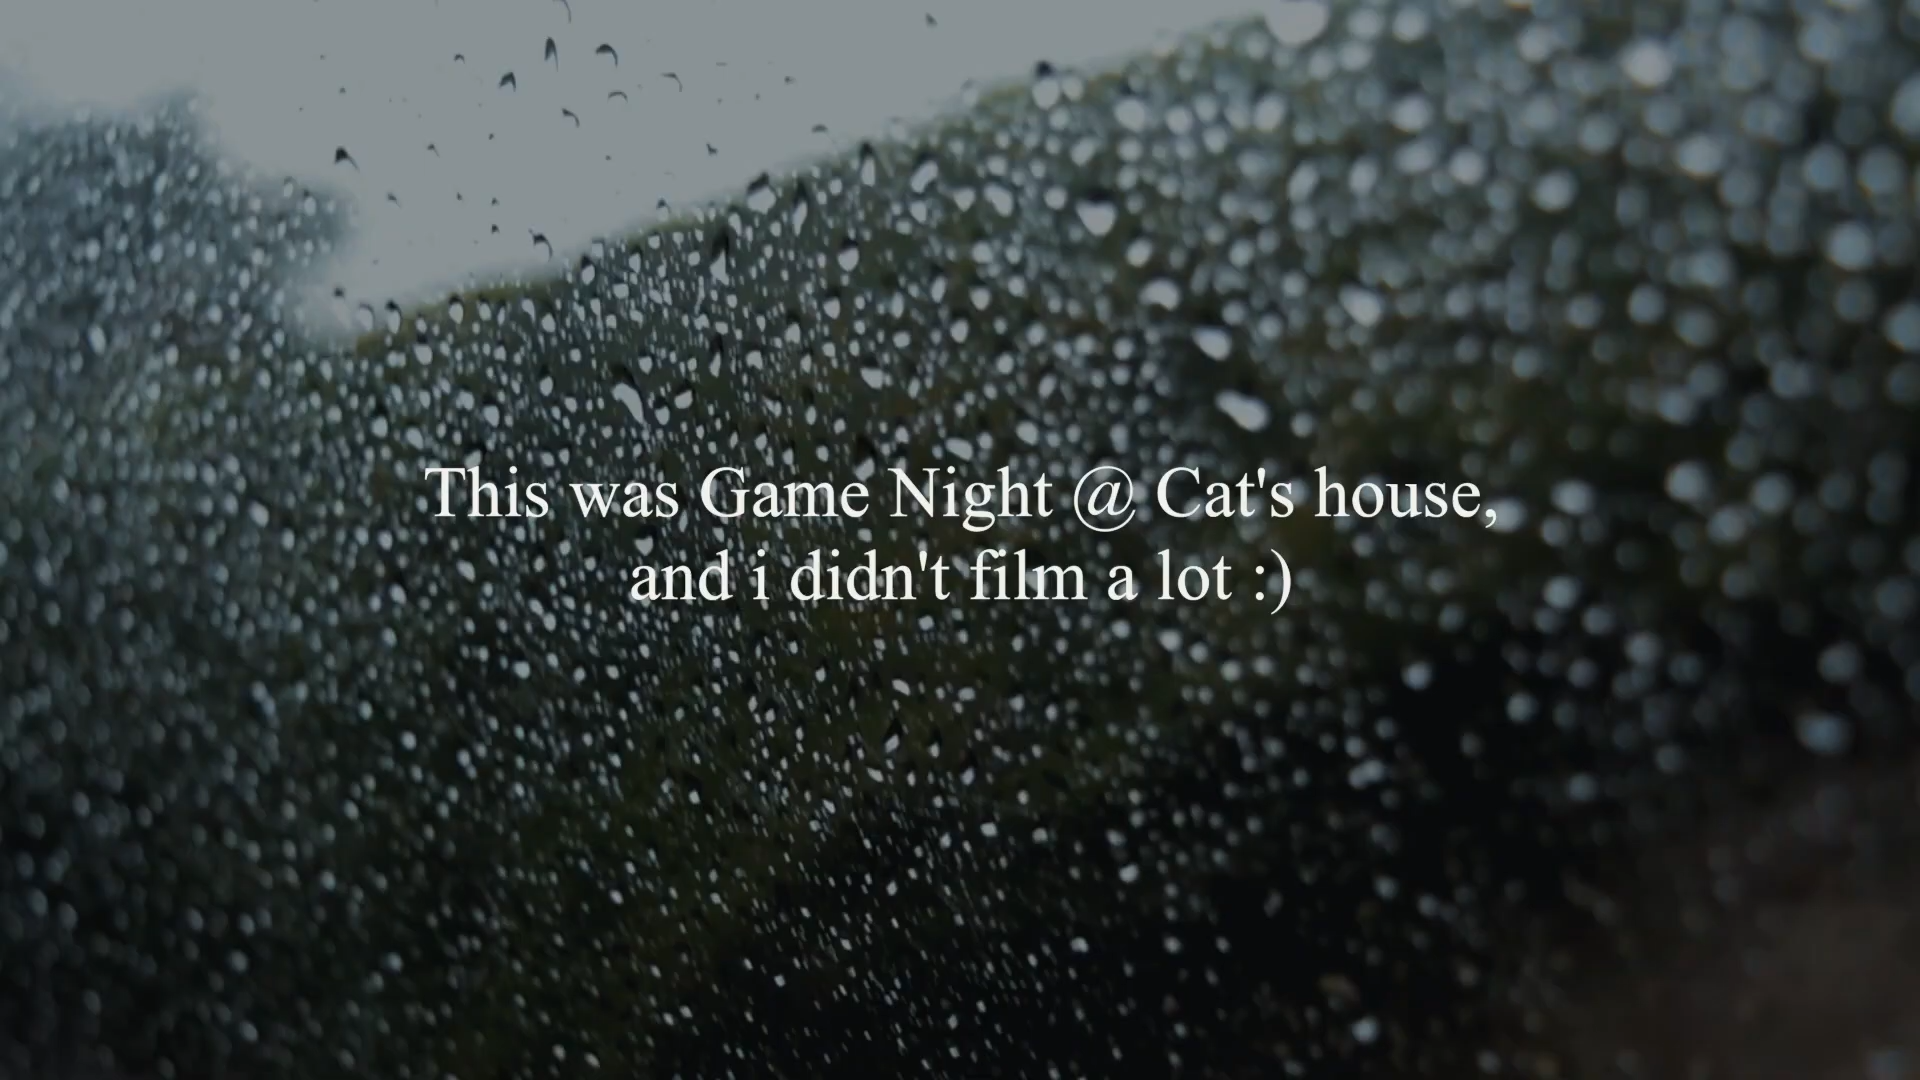 This was Game Night @ Cat's house,
and i didn't film a lot :)